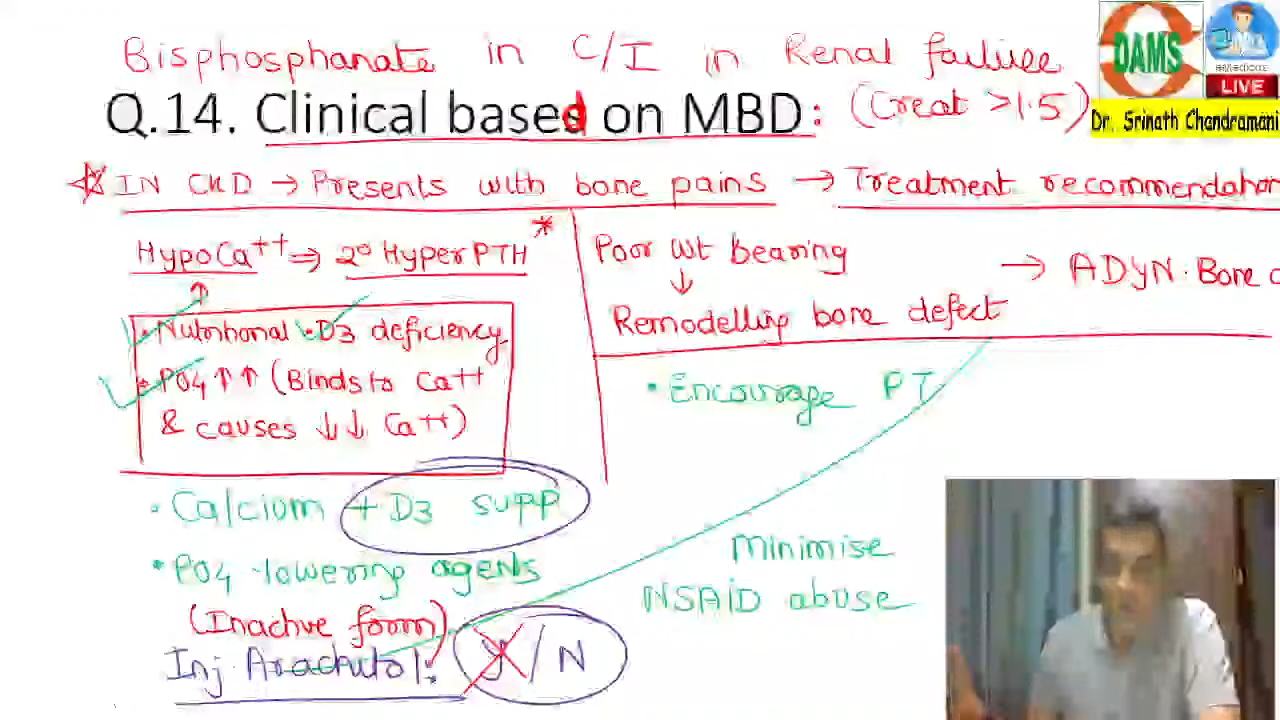 Bisphosphanate in C/I in Renal failure
Q.14. Clinical based on MBD: (Creat >1.5)
DAMS
LIVE
Dr. Srinath Chandramani
IN CKD → Presents with bone pains → Treatment recommendation
HypoCa++ ⇒ 2° HyperPTH *
• Nutritional • D3 deficiency
• PO4 ↑↑ (Binds to Ca++
& causes ↓↓ Ca++)
• Calcium + D3 supp
• PO4 lowering agents
(Inactive form)
Inj. Arachitol: Y/N
Poor wt bearing
↓
Remodelling bone defect
→ ADYN. Bone
• Encourage PT
Minimise
NSAID abuse